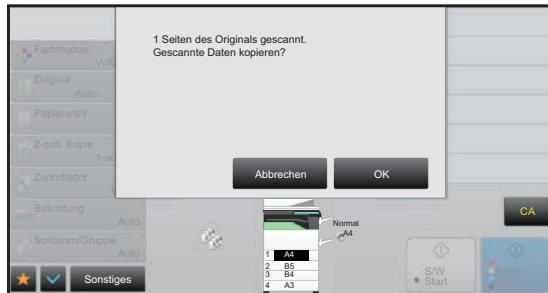 1 Seiten des Originals gescannt.
Gescannte Daten kopieren?
Abbrechen
OK
Farbmodus
Original
Auto
Papierwahl
2-seit. Kopie
Zoomfaktor
Belichtung
Auto
Sortieren/Gruppe
Auto
Sonstiges
Normal
A4
1 A4
2 B5
3 B4
4 A3
CA
S/W
Start